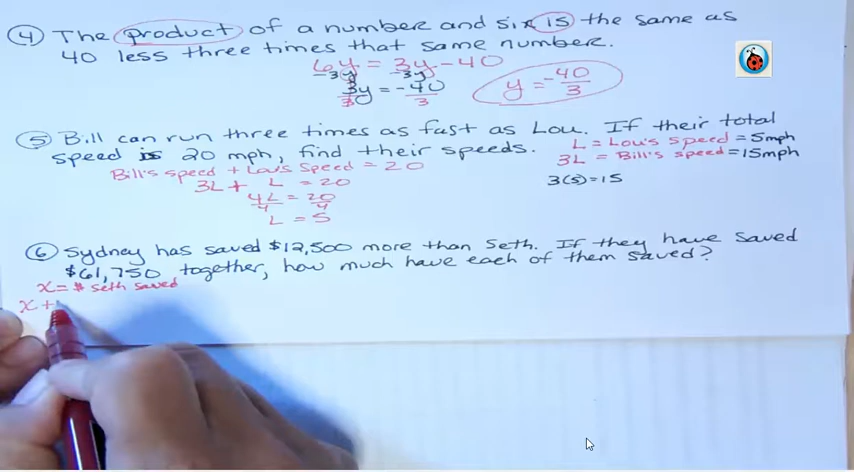 ④ The product of a number and six is the same as
40 less three times that same number.
6y = 3y - 40
-3y -3y
3y = -40
3 3
y = -40/3
⑤ Bill can run three times as fast as Lou. If their total
speed is 20 mph, find their speeds.
L = Lou's speed = 5mph
3L = Bill's speed = 15mph
3(5) = 15
Bill's speed + Lou's speed = 20
3L + L = 20
4L = 20
4 4
L = 5
⑥ Sydney has saved $12,500 more than Seth. If they have saved
$61,750 together, how much have each of them saved?
x = $ Seth saved
x +